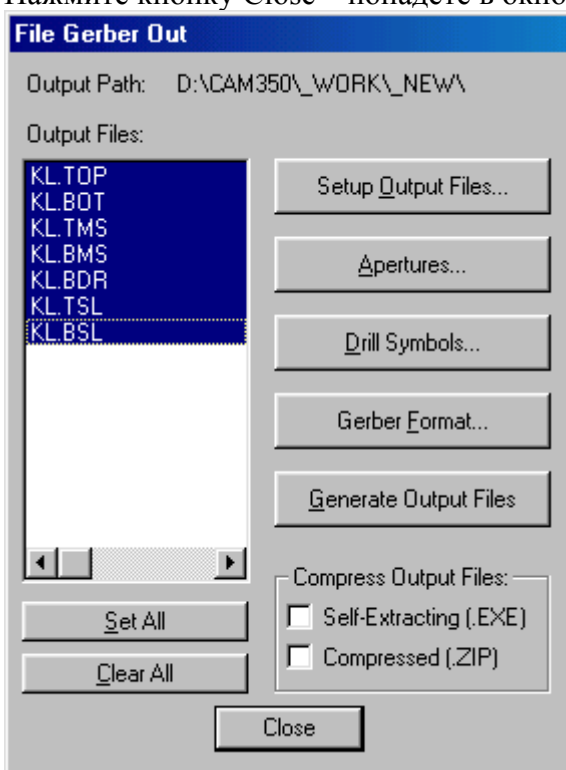 Нажмите кнопку Close – попадете в окно
File Gerber Out
Output Path: D:\CAM350\_WORK\_NEW\
Output Files:
KL.TOP
KL.BOT
KL.TMS
KL.BMS
KL.BDR
KL.TSL
KL.BSL
Setup Output Files...
Apertures...
Drill Symbols...
Gerber Format...
Generate Output Files
Compress Output Files:
Self-Extracting (.EXE)
Compressed (.ZIP)
Set All
Clear All
Close